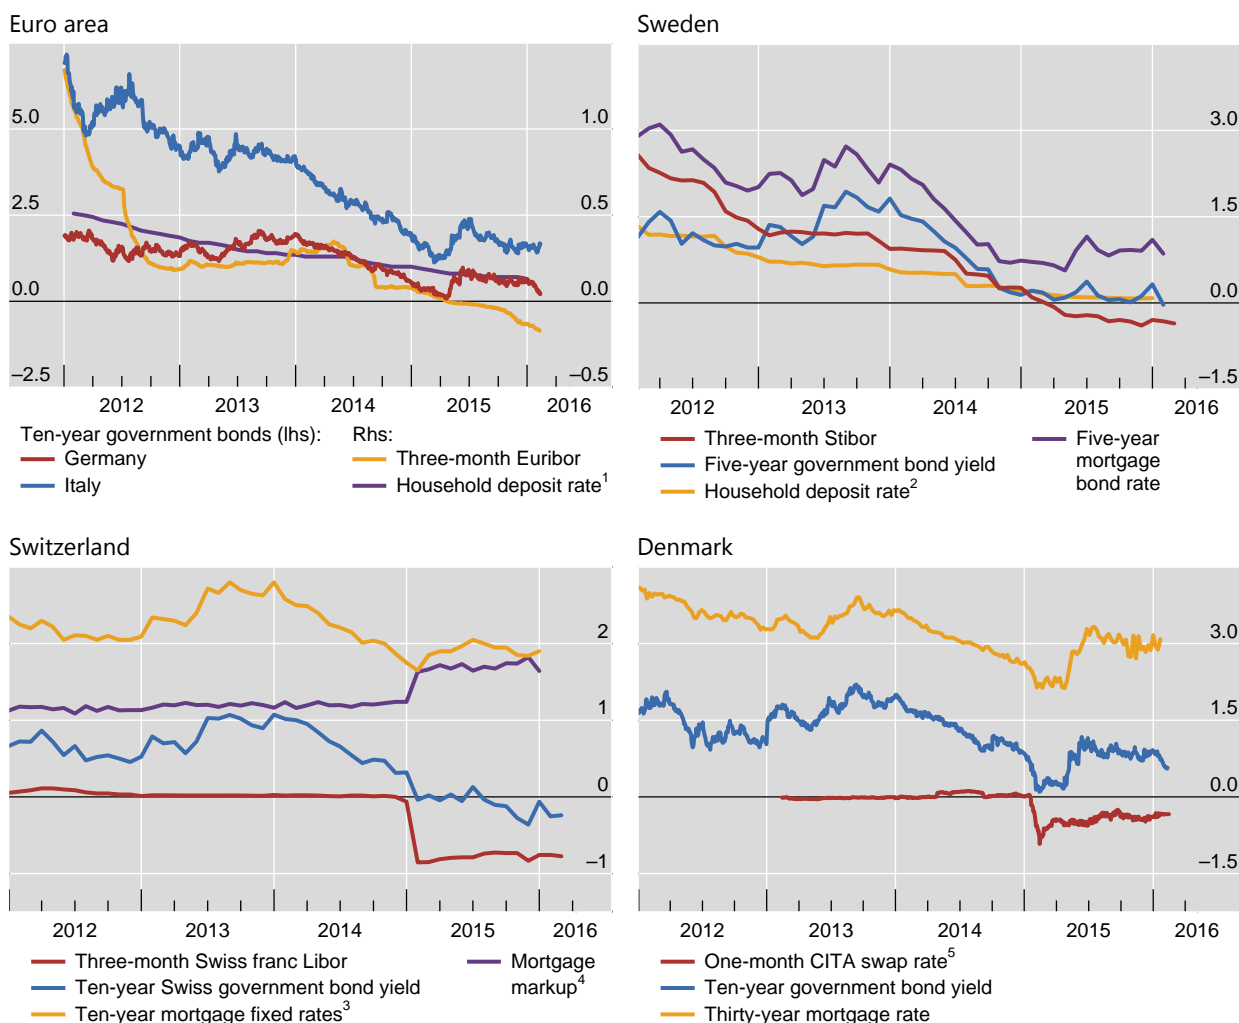 Euro area
5.0 1.0
2.5 0.5
0.0 0.0
–2.5 –0.5
2012 2013 2014 2015 2016
Ten-year government bonds (lhs): Rhs:
Germany Three-month Euribor
Italy Household deposit rate1
Sweden
3.0
1.5
0.0
–1.5
2012 2013 2014 2015 2016
Three-month Stibor Five-year
Five-year government bond yield mortgage
Household deposit rate2 bond rate
Switzerland
2
1
0
–1
2012 2013 2014 2015 2016
Three-month Swiss franc Libor Mortgage
Ten-year Swiss government bond yield markup4
Ten-year mortgage fixed rates3
Denmark
3.0
1.5
0.0
–1.5
2012 2013 2014 2015 2016
One-month CITA swap rate5
Ten-year government bond yield
Thirty-year mortgage rate